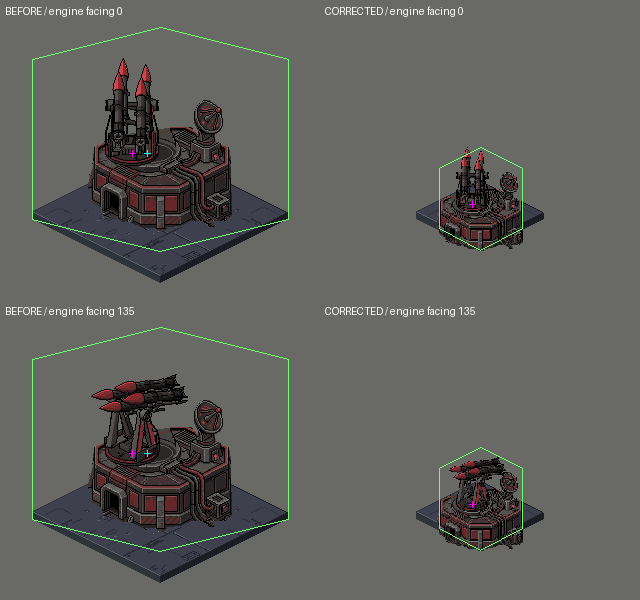 BEFORE / engine facing 0
CORRECTED / engine facing 0
BEFORE / engine facing 135
CORRECTED / engine facing 135